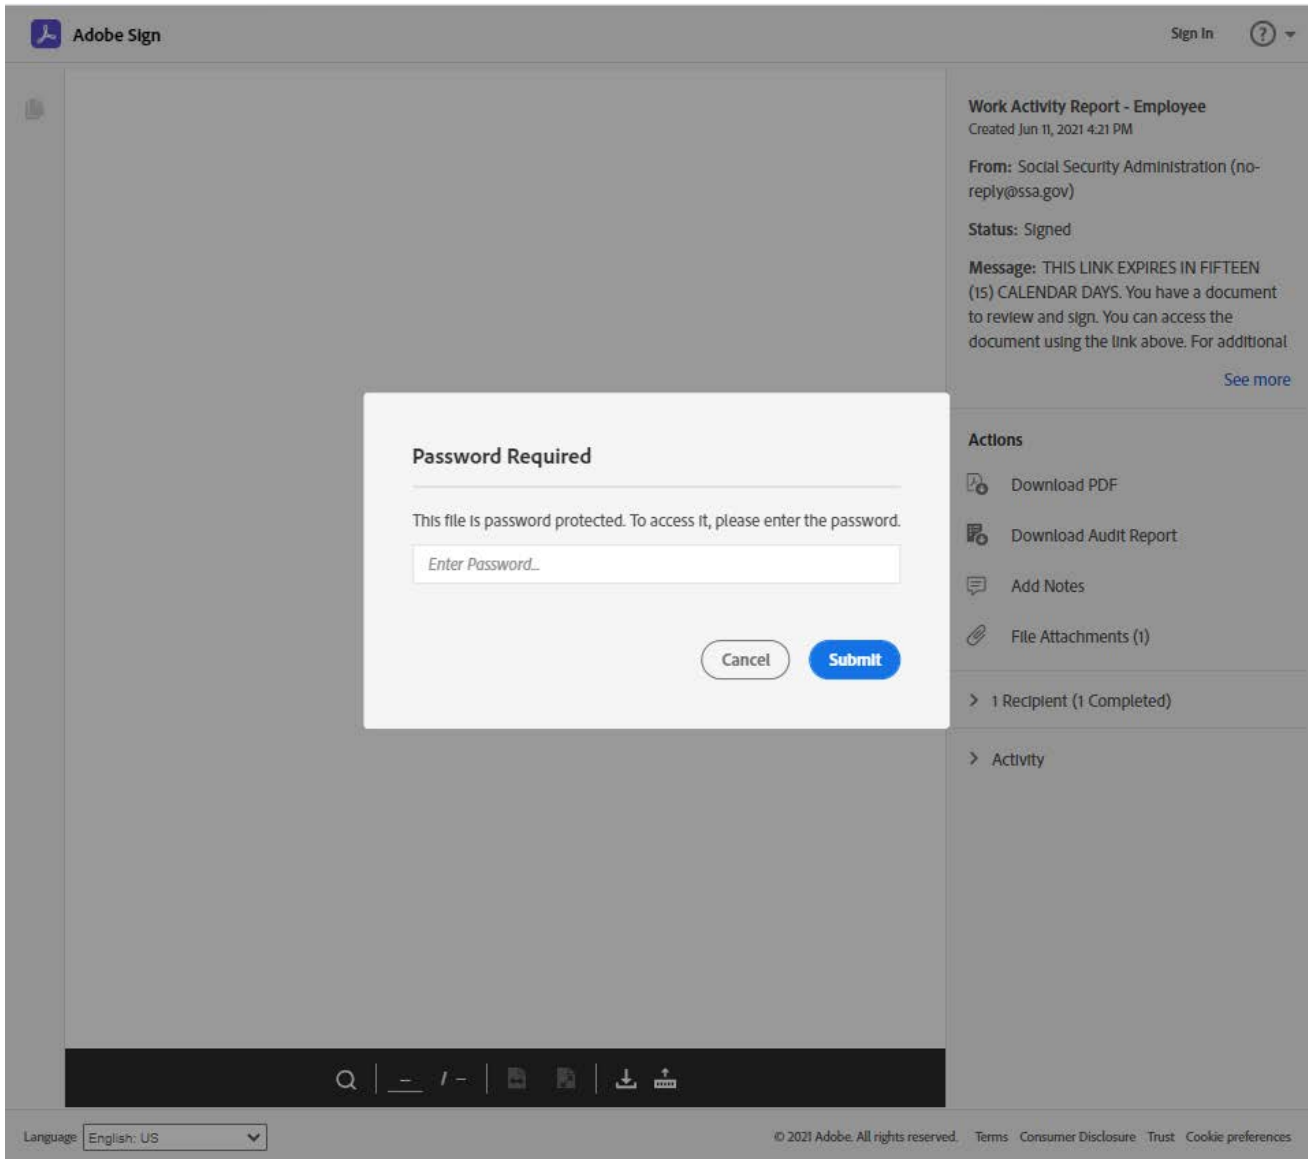 Adobe Sign
Sign In
Work Activity Report - Employee
Created Jun 11, 2021 4:21 PM
From: Social Security Administration (no-
reply@ssa.gov)
Status: Signed
Message: THIS LINK EXPIRES IN FIFTEEN
(15) CALENDAR DAYS. You have a document
to review and sign. You can access the
document using the link above. For additional
See more
Password Required
This file is password protected. To access it, please enter the password.
Enter Password...
Cancel
Submit
Actions
Download PDF
Download Audit Report
Add Notes
File Attachments (1)
1 Recipient (1 Completed)
Activity
/ –
Language English: US
© 2021 Adobe. All rights reserved. Terms Consumer Disclosure Trust Cookie preferences